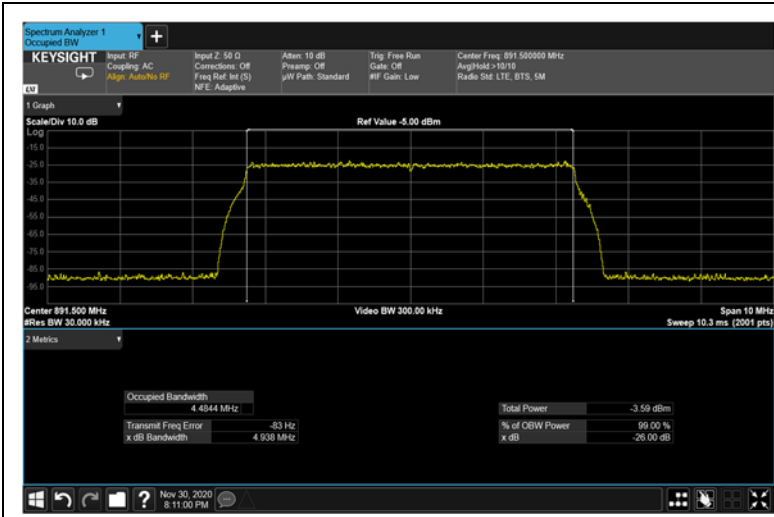 Spectrum Analyzer 1
Occupied BW
KEYSIGHT
Input: RF
Coupling: AC
Align: Auto/No RF
Input Z: 50 Ω
Corrections: Off
Freq Ref: Int (S)
NFE: Adaptive
Atten: 10 dB
Preamp: Off
µW Path: Standard
Trig: Free Run
Gate: Off
#IF Gain: Low
Center Freq: 891.500000 MHz
Avg|Hold:>10/10
Radio Std: LTE, BTS, 5M
1 Graph
Scale/Div 10.0 dB
Ref Value -5.00 dBm
Log
-15.0
-25.0
-35.0
-45.0
-55.0
-65.0
-75.0
-85.0
-95.0
Center 891.500 MHz
Video BW 300.00 kHz
Span 10 MHz
#Res BW 30.000 kHz
Sweep 10.3 ms (2001 pts)
2 Metrics
Occupied Bandwidth
4.4844 MHz
Total Power -3.59 dBm
Transmit Freq Error -83 Hz
% of OBW Power 99.00 %
x dB Bandwidth 4.938 MHz
x dB -26.00 dB
Nov 30, 2020
8:11:00 PM